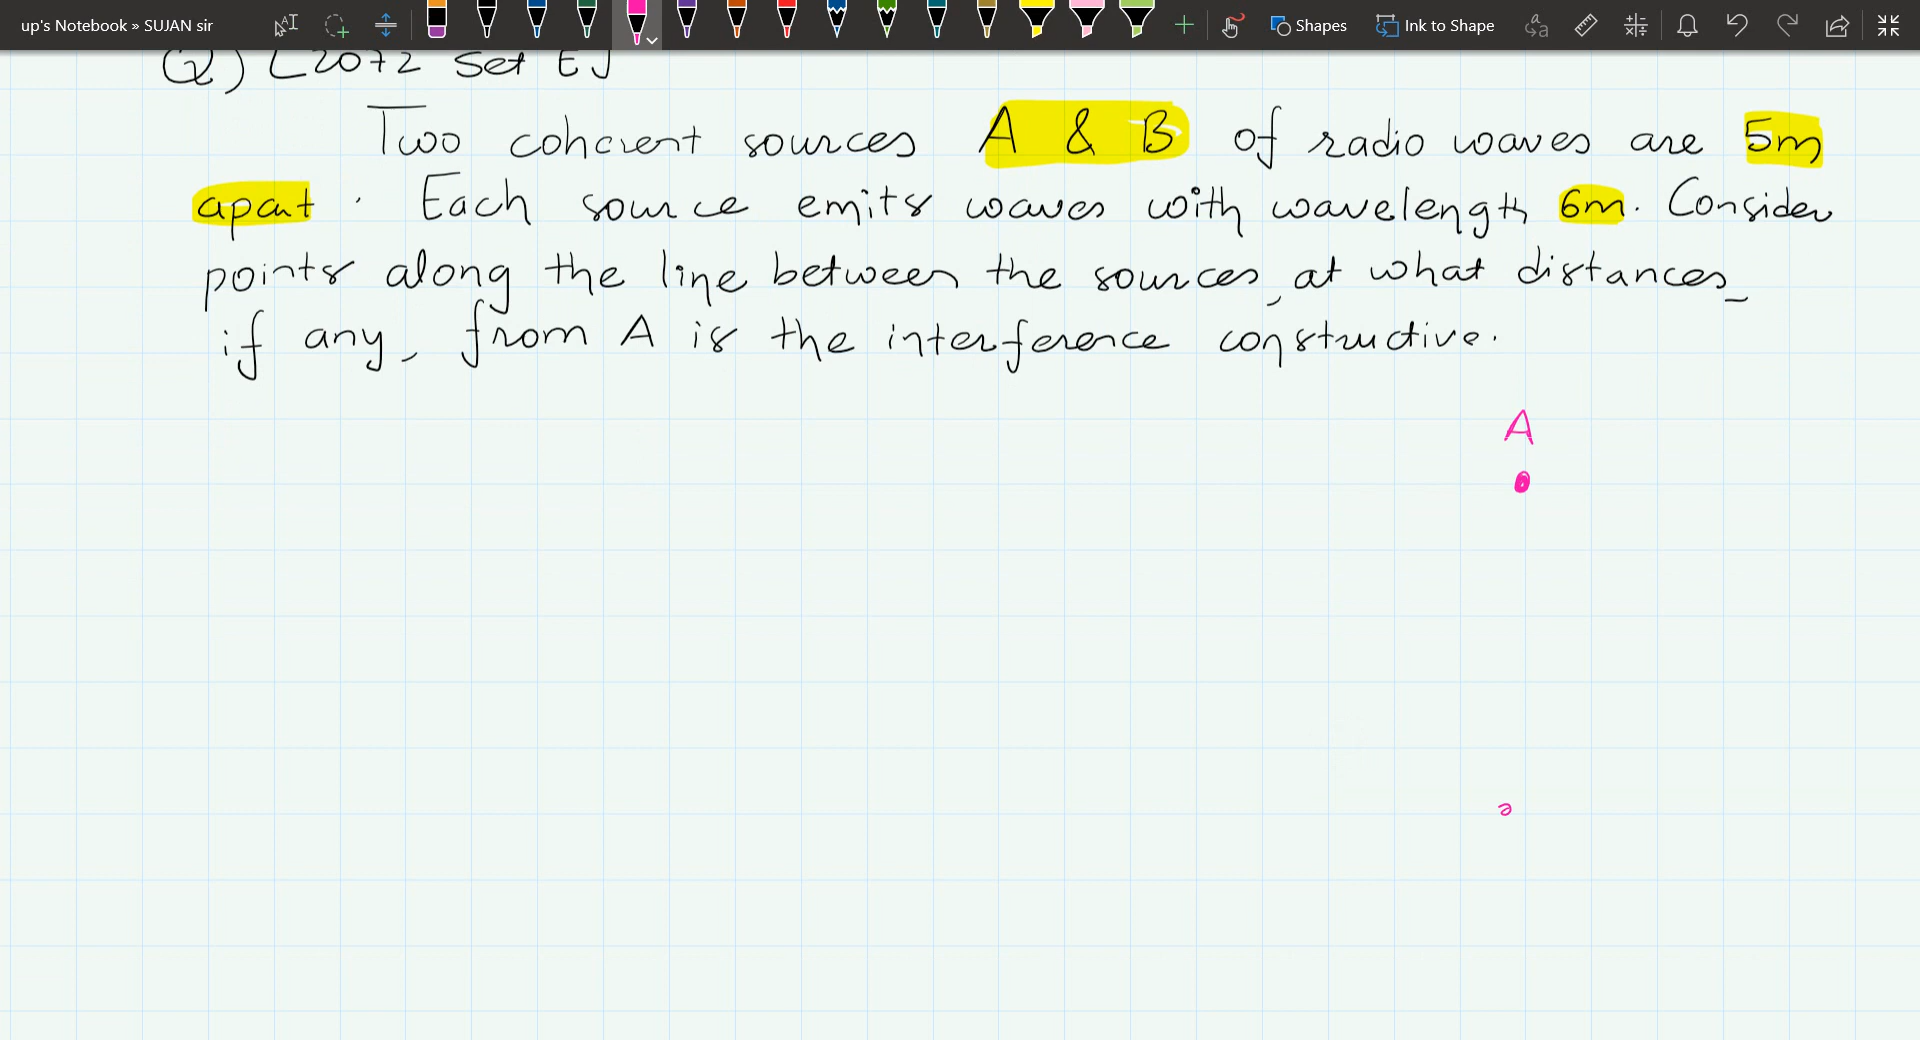 up's Notebook » SUJAN sir
Shapes
Ink to Shape
Q) [2072 Set E]
Two coherent sources A & B of radio waves are 5m
apart. Each source emits waves with wavelength 6m. Consider
points along the line between the sources, at what distances,
if any, from A is the interference constructive.
A